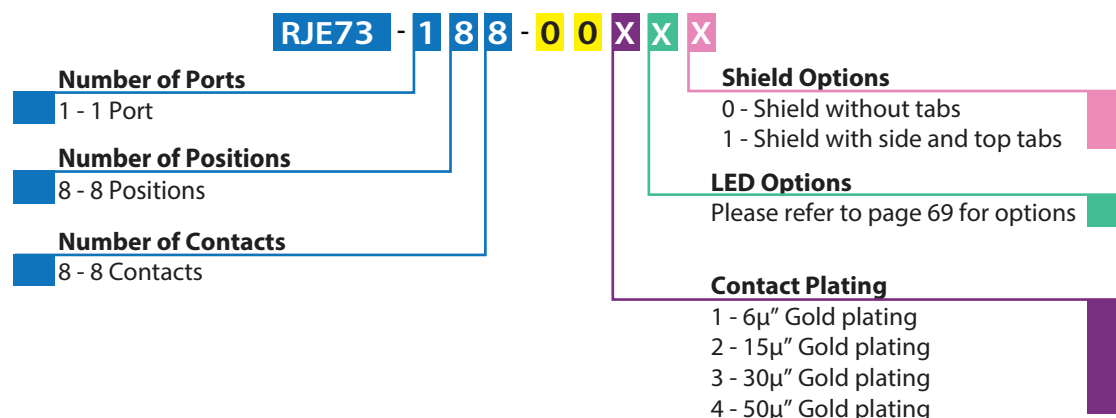 RJE73 - 1 8 8 - 0 0 X X X
Number of Ports
1 - 1 Port
Number of Positions
8 - 8 Positions
Number of Contacts
8 - 8 Contacts
Shield Options
0 - Shield without tabs
1 - Shield with side and top tabs
LED Options
Please refer to page 69 for options
Contact Plating
1 - 6µ” Gold plating
2 - 15µ” Gold plating
3 - 30µ” Gold plating
4 - 50µ” Gold plating